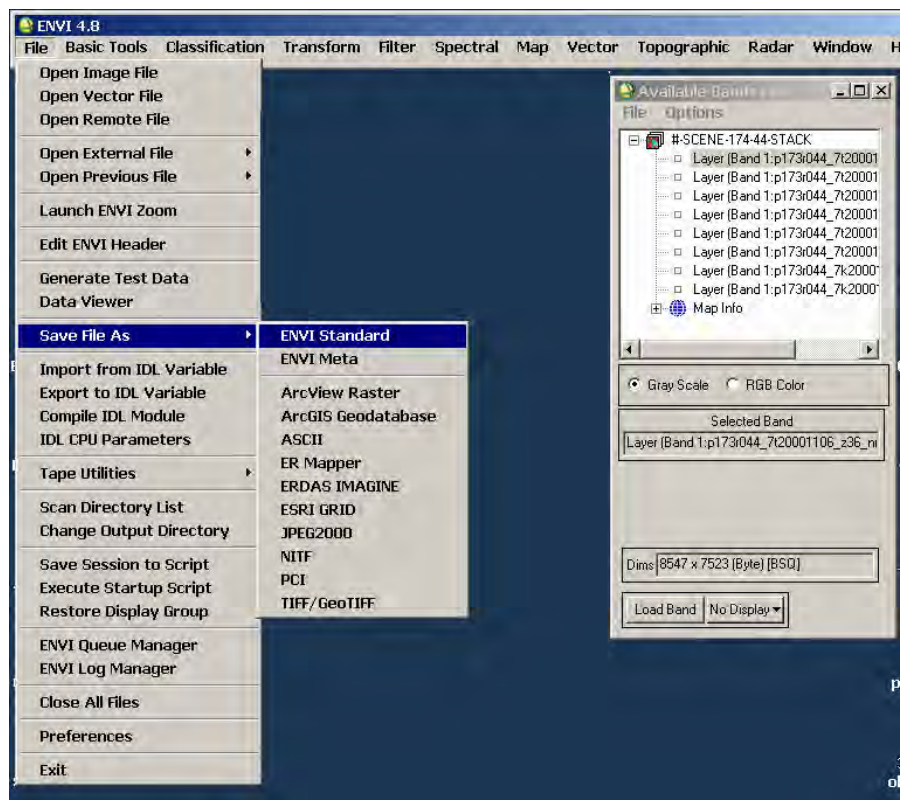 ENVI 4.8
File Basic Tools Classification Transform Filter Spectral Map Vector Topographic Radar Window H
Open Image File
Open Vector File
Open Remote File
Open External File
Open Previous File
Launch ENVI Zoom
Edit ENVI Header
Generate Test Data
Data Viewer
Save File As
Import from IDL Variable
Export to IDL Variable
Compile IDL Module
IDL CPU Parameters
Tape Utilities
Scan Directory List
Change Output Directory
Save Session to Script
Execute Startup Script
Restore Display Group
ENVI Queue Manager
ENVI Log Manager
Close All Files
Preferences
Exit
ENVI Standard
ENVI Meta
ArcView Raster
ArcGIS Geodatabase
ASCII
ER Mapper
ERDAS IMAGINE
ESRI GRID
JPEG2000
NITF
PCI
TIFF/GeoTIFF
Available Bands
File Options
#-SCENE-174-44-STACK
Layer (Band 1:p173r044_7t20001
Layer (Band 1:p173r044_7t20001
Layer (Band 1:p173r044_7t20001
Layer (Band 1:p173r044_7t20001
Layer (Band 1:p173r044_7t20001
Layer (Band 1:p173r044_7t20001
Layer (Band 1:p173r044_7k2000
Layer (Band 1:p173r044_7k2000
Map Info
Gray Scale RGB Color
Selected Band
Layer (Band 1:p173r044_7t20001106_z36_n
Dims 8547 x 7523 (Byte) [BSQ]
Load Band No Display